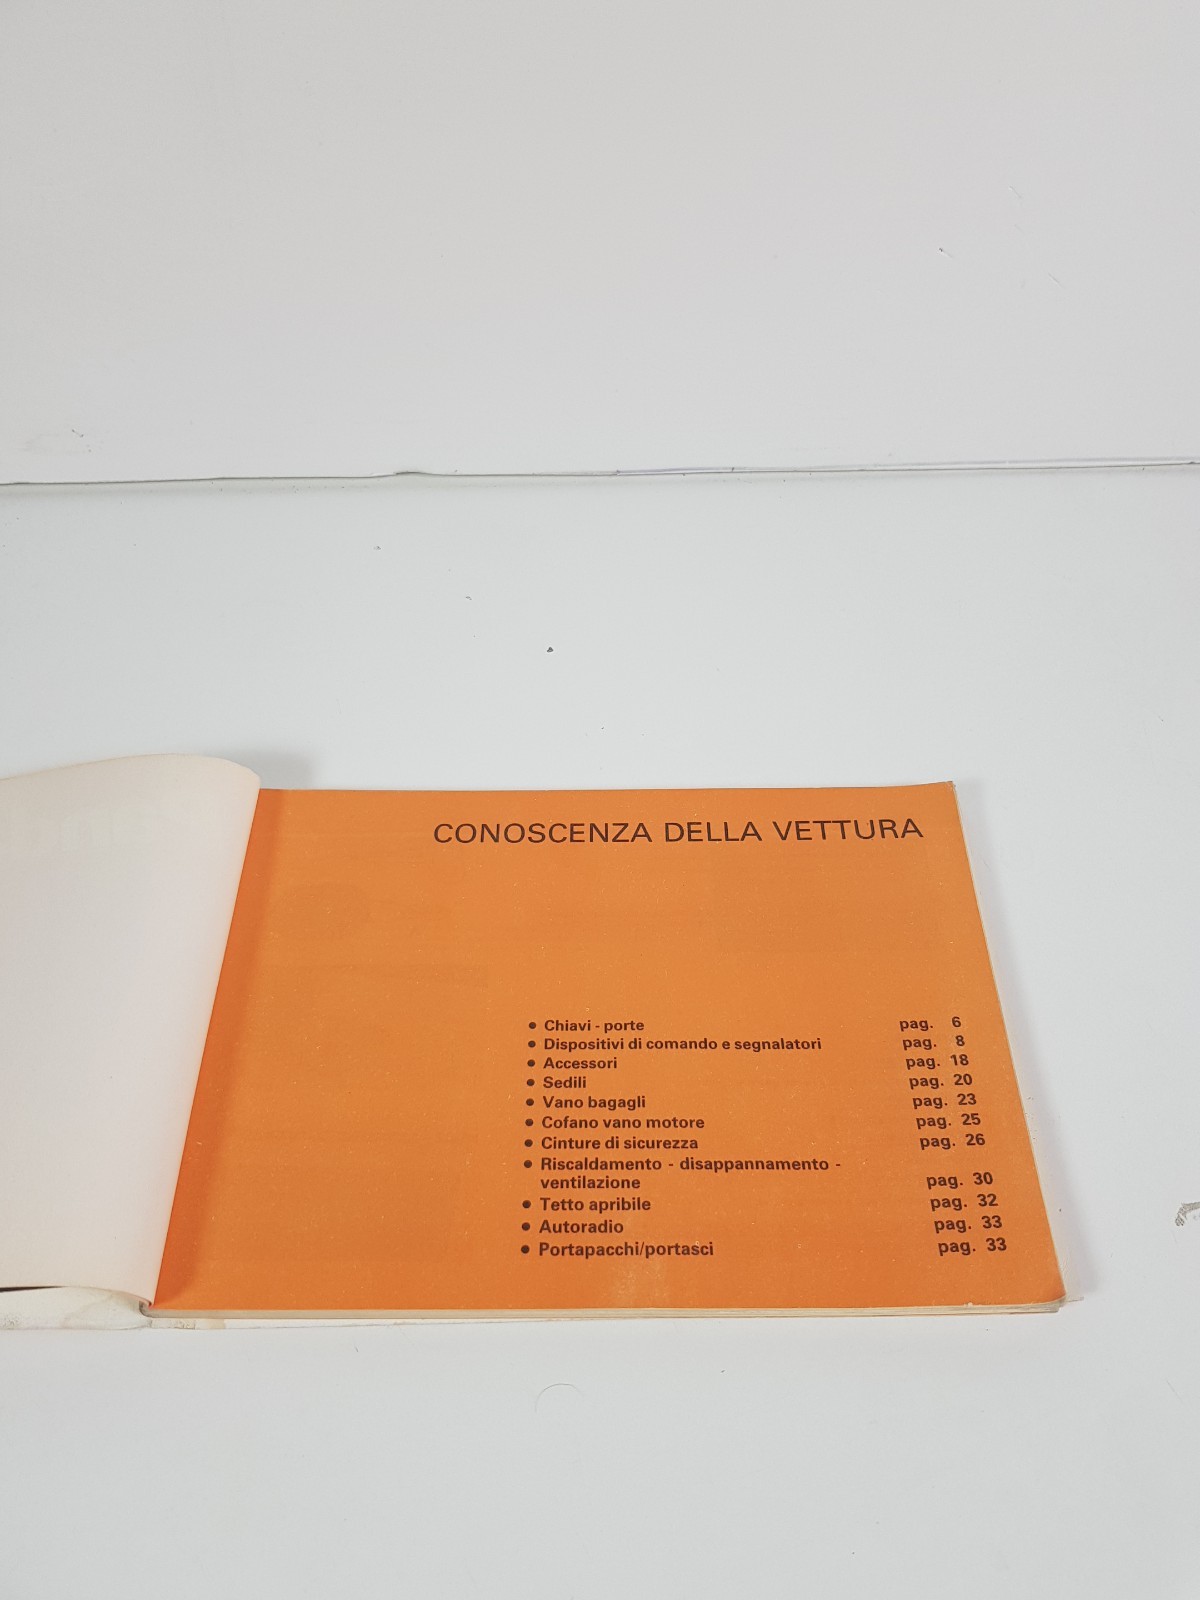 CONOSCENZA DELLA VETTURA
● Chiavi - porte pag. 6
● Dispositivi di comando e segnalatori pag. 8
● Accessori pag. 18
● Sedili pag. 20
● Vano bagagli pag. 23
● Cofano vano motore pag. 25
● Cinture di sicurezza pag. 26
● Riscaldamento - disappannamento -
ventilazione pag. 30
● Tetto apribile pag. 32
● Autoradio pag. 33
● Portapacchi/portasci pag. 33